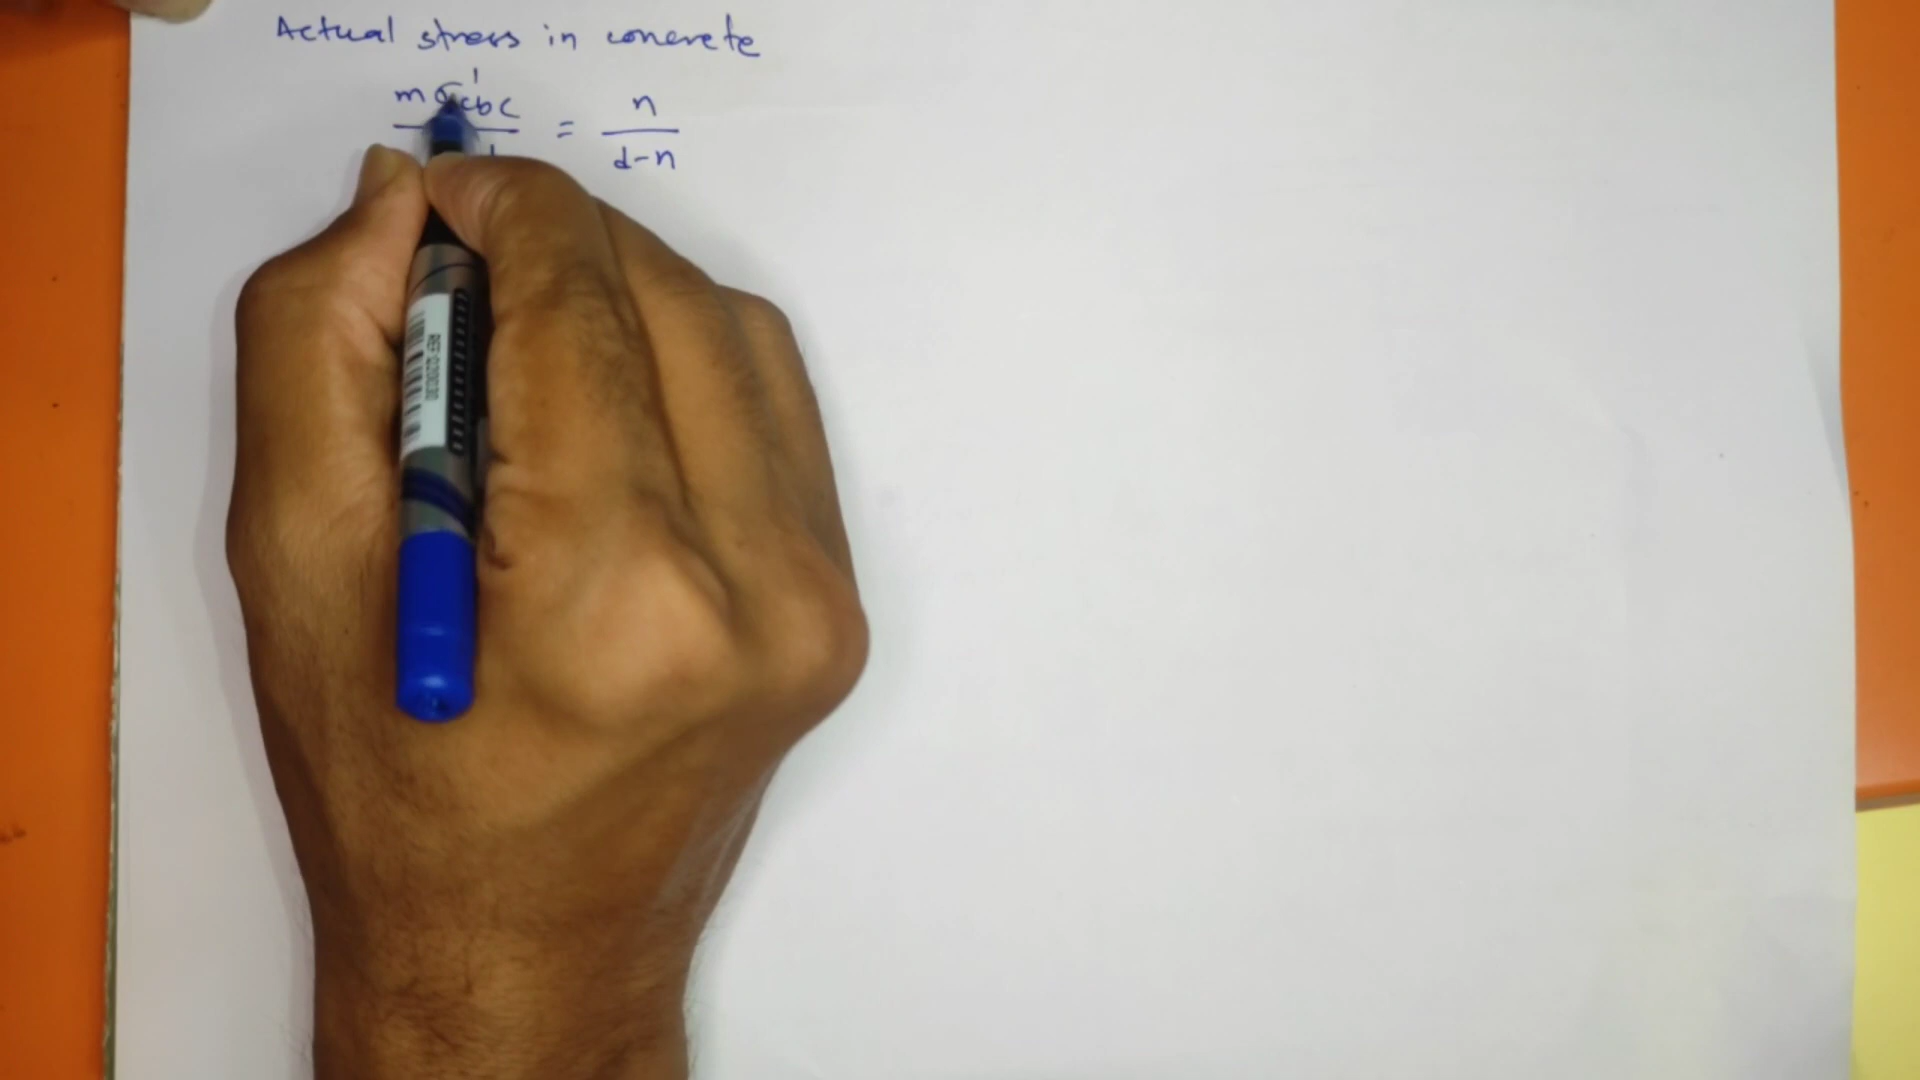 Actual stress in concrete
mσ'cbc / = n / d-n